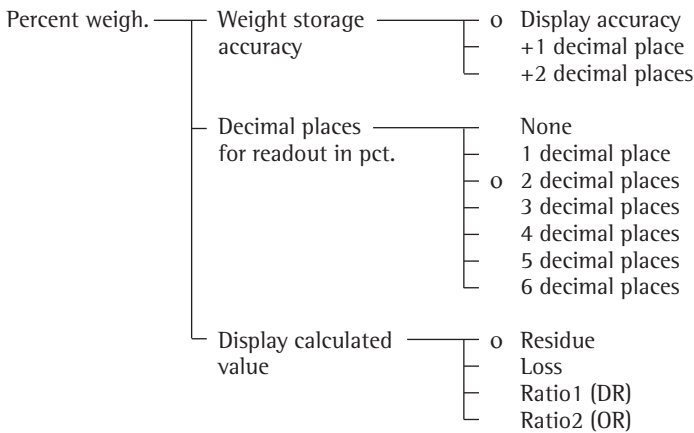 Percent weigh. Weight storage accuracy o Display accuracy
+1 decimal place
+2 decimal places
Decimal places for readout in pct. None
1 decimal place
o 2 decimal places
3 decimal places
4 decimal places
5 decimal places
6 decimal places
Display calculated value o Residue
Loss
Ratio1 (DR)
Ratio2 (OR)